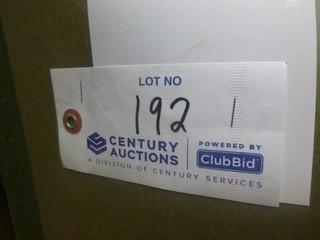 LOT NO
192
CENTURY
AUCTIONS
POWERED BY
ClubBid
A DIVISION OF CENTURY SERVICES